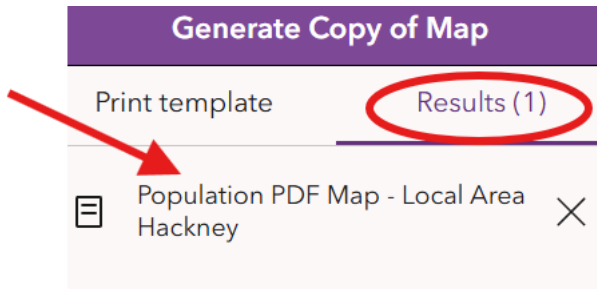 Generate Copy of Map
Print template
Results (1)
Population PDF Map - Local Area
Hackney